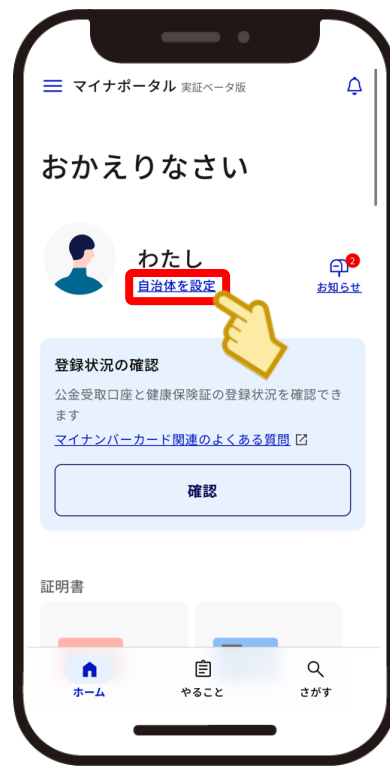 マイナポータル 実証ベータ版
おかえりなさい
わたし
自治体を設定
2
お知らせ
登録状況の確認
公金受取口座と健康保険証の登録状況を確認でき
ます
マイナンバーカード関連のよくある質問
確認
証明書
ホーム
やること
さがす